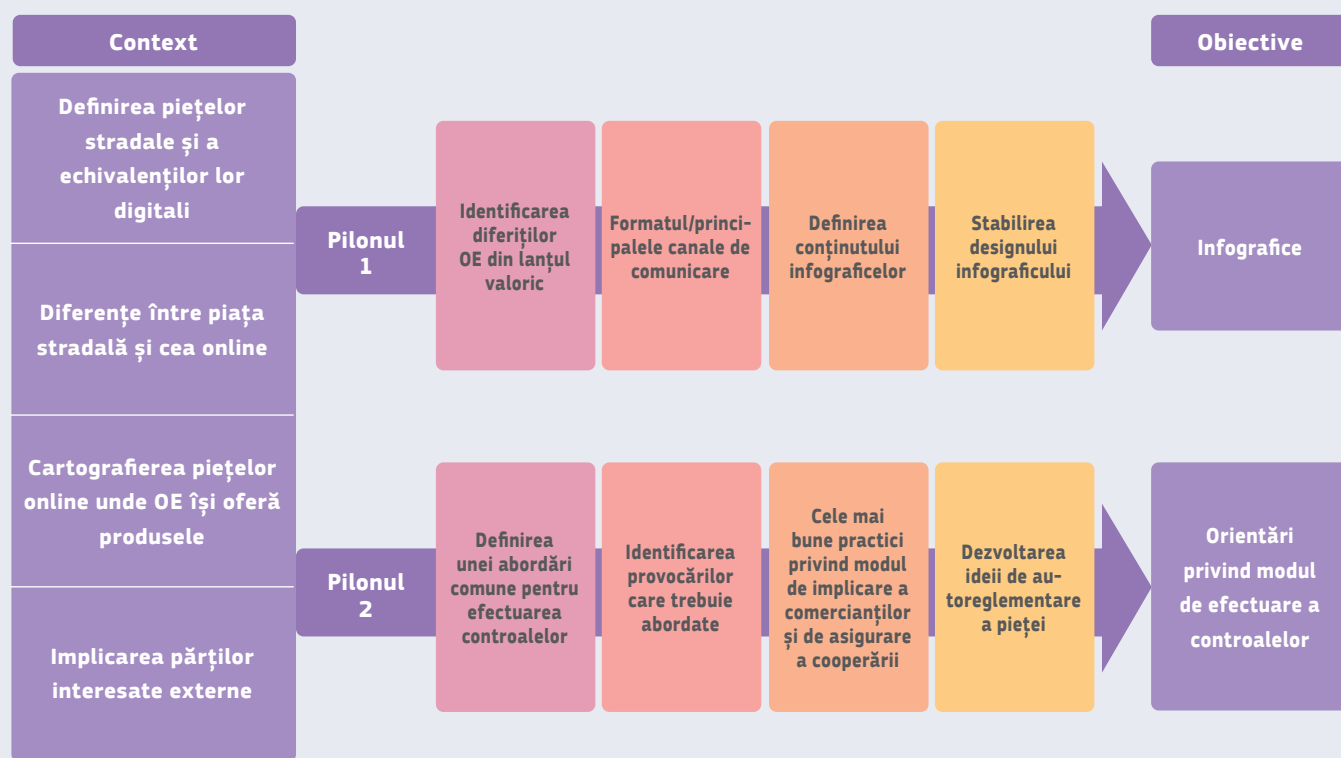 Context
Definirea piețelor
stradale și a
echivalenților lor
digitali
Diferențe între piața
stradală și cea online
Cartografierea piețelor
online unde OE își oferă
produsele
Implicarea părților
interesate externe
Pilonul
1
Identificarea
diferiților
OE din lanțul
valoric
Formatul/princi-
palele canale de
comunicare
Definirea
conținutului
infograficelor
Stabilirea
designului
infograficului
Pilonul
2
Definirea
unei abordări
comune pentru
efectuarea
controalelor
Identificarea
provocărilor
care trebuie
abordate
Cele mai
bune practici
privind modul
de implicare a
comercianților
și de asigurare
a cooperării
Dezvoltarea
ideii de au-
toreglementare
a pieței
Obiective
Infografice
Orientări
privind modul
de efectuare a
controalelor